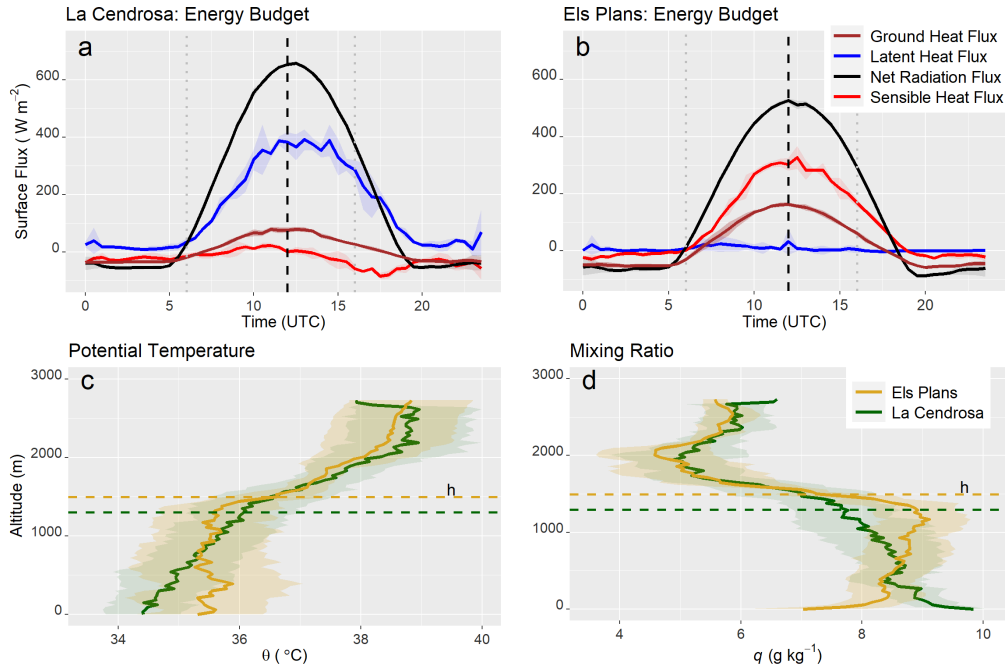 La Cendrosa: Energy Budget
a
Surface Flux ( W m⁻²)
600
400
200
0
0 5 10 15 20
Time (UTC)
Els Plans: Energy Budget
b
Ground Heat Flux
Latent Heat Flux
Net Radiation Flux
Sensible Heat Flux
600
400
200
0
0 5 10 15 20
Time (UTC)
Potential Temperature
c
Altitude (m)
3000
2000
1000
0
h
34 36 38 40
θ ( °C)
Mixing Ratio
d
Els Plans
La Cendrosa
3000
2000
1000
0
h
4 6 8 10
q (g kg⁻¹)